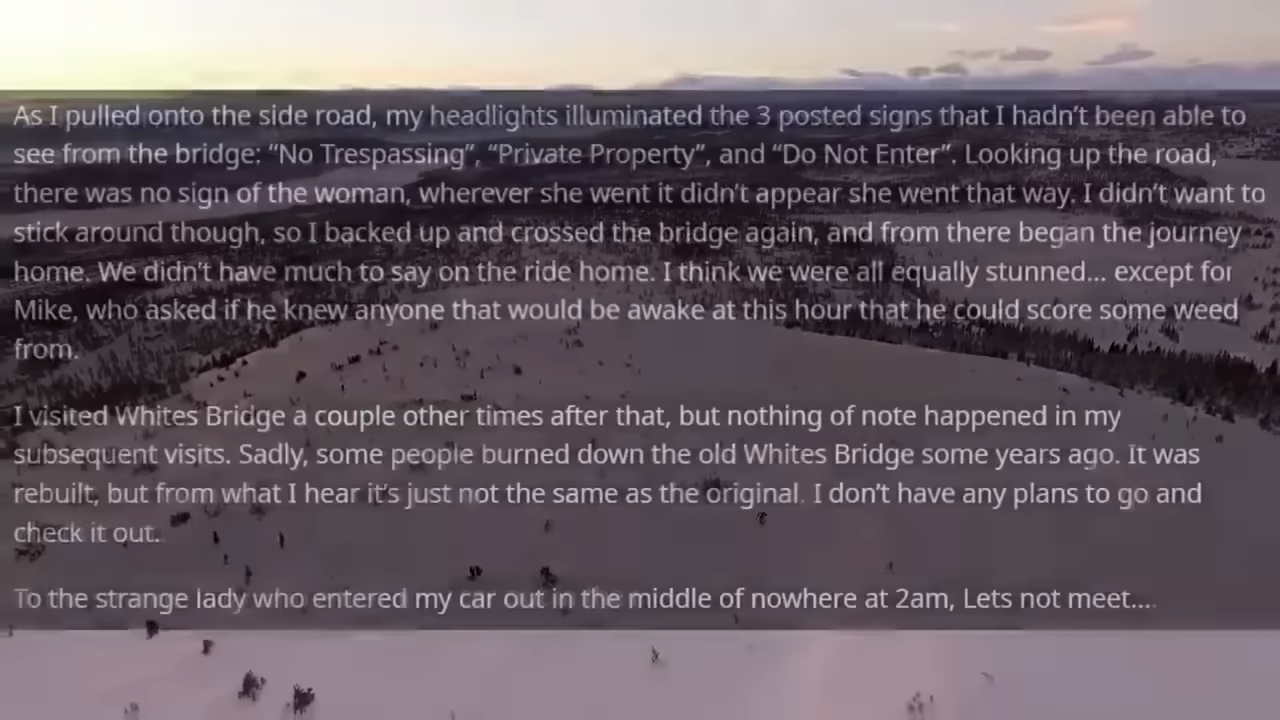 As I pulled onto the side road, my headlights illuminated the 3 posted signs that I hadn’t been able to
see from the bridge: “No Trespassing”, “Private Property”, and “Do Not Enter”. Looking up the road,
there was no sign of the woman, wherever she went it didn’t appear she went that way. I didn’t want to
stick around though, so I backed up and crossed the bridge again, and from there began the journey
home. We didn’t have much to say on the ride home. I think we were all equally stunned... except for
Mike, who asked if he knew anyone that would be awake at this hour that he could score some weed
from.
I visited Whites Bridge a couple other times after that, but nothing of note happened in my
subsequent visits. Sadly, some people burned down the old Whites Bridge some years ago. It was
rebuilt, but from what I hear it’s just not the same as the original. I don’t have any plans to go and
check it out.
To the strange lady who entered my car out in the middle of nowhere at 2am, Lets not meet....